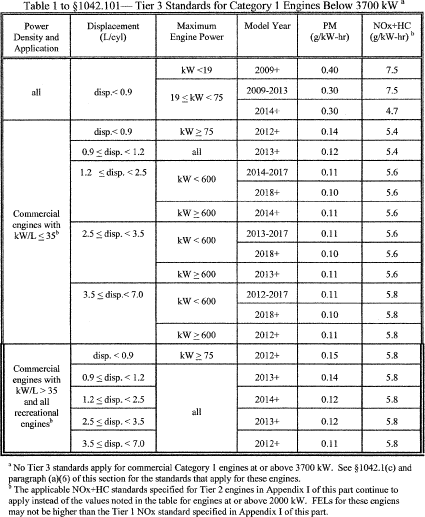 Table 1 to §1042.101— Tier 3 Standards for Category 1 Engines Below 3700 kW a
Power Density and Application | Displacement (L/cyl) | Maximum Engine Power | Model Year | PM (g/kW-hr) | NOx+HC (g/kW-hr) b
all | disp.< 0.9 | kW <19 | 2009+ | 0.40 | 7.5
19 ≤ kW < 75 | 2009-2013 | 0.30 | 7.5
2014+ | 0.30 | 4.7
Commercial engines with kW/L ≤ 35b | disp.< 0.9 | kW ≥ 75 | 2012+ | 0.14 | 5.4
0.9 ≤ disp. < 1.2 | all | 2013+ | 0.12 | 5.4
1.2 ≤ disp. < 2.5 | kW < 600 | 2014-2017 | 0.11 | 5.6
2018+ | 0.10 | 5.6
kW ≥ 600 | 2014+ | 0.11 | 5.6
2.5 ≤ disp. < 3.5 | kW < 600 | 2013-2017 | 0.11 | 5.6
2018+ | 0.10 | 5.6
kW ≥ 600 | 2013+ | 0.11 | 5.6
3.5 ≤ disp.< 7.0 | kW < 600 | 2012-2017 | 0.11 | 5.8
2018+ | 0.10 | 5.8
kW ≥ 600 | 2012+ | 0.11 | 5.8
Commercial engines with kW/L > 35 and all recreational enginesb | disp. < 0.9 | kW ≥ 75 | 2012+ | 0.15 | 5.8
0.9 ≤ disp. < 1.2 | all | 2013+ | 0.14 | 5.8
1.2 ≤ disp. < 2.5 | 2014+ | 0.12 | 5.8
2.5 ≤ disp. < 3.5 | 2013+ | 0.12 | 5.8
3.5 ≤ disp. < 7.0 | 2012+ | 0.11 | 5.8
a No Tier 3 standards apply for commercial Category 1 engines at or above 3700 kW. See §1042.1(c) and
paragraph (a)(6) of this section for the standards that apply for these engines.
b The applicable NOx+HC standards specified for Tier 2 engines in Appendix I of this part continue to
apply instead of the values noted in the table for engines at or above 2000 kW. FELs for these engines
may not be higher than the Tier 1 NOx standard specified in Appendix I of this part.